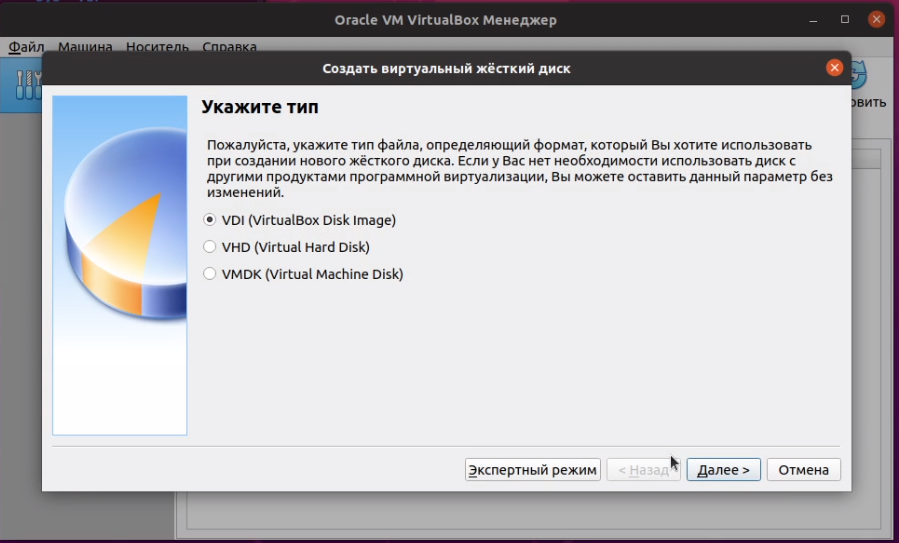 Oracle VM VirtualBox Менеджер
Файл Машина Носитель Справка
Создать виртуальный жёсткий диск
овить
Укажите тип
Пожалуйста, укажите тип файла, определяющий формат, который Вы хотите использовать
при создании нового жёсткого диска. Если у Вас нет необходимости использовать диск с
другими продуктами программной виртуализации, Вы можете оставить данный параметр без
изменений.
VDI (VirtualBox Disk Image)
VHD (Virtual Hard Disk)
VMDK (Virtual Machine Disk)
Экспертный режим < Назад Далее > Отмена